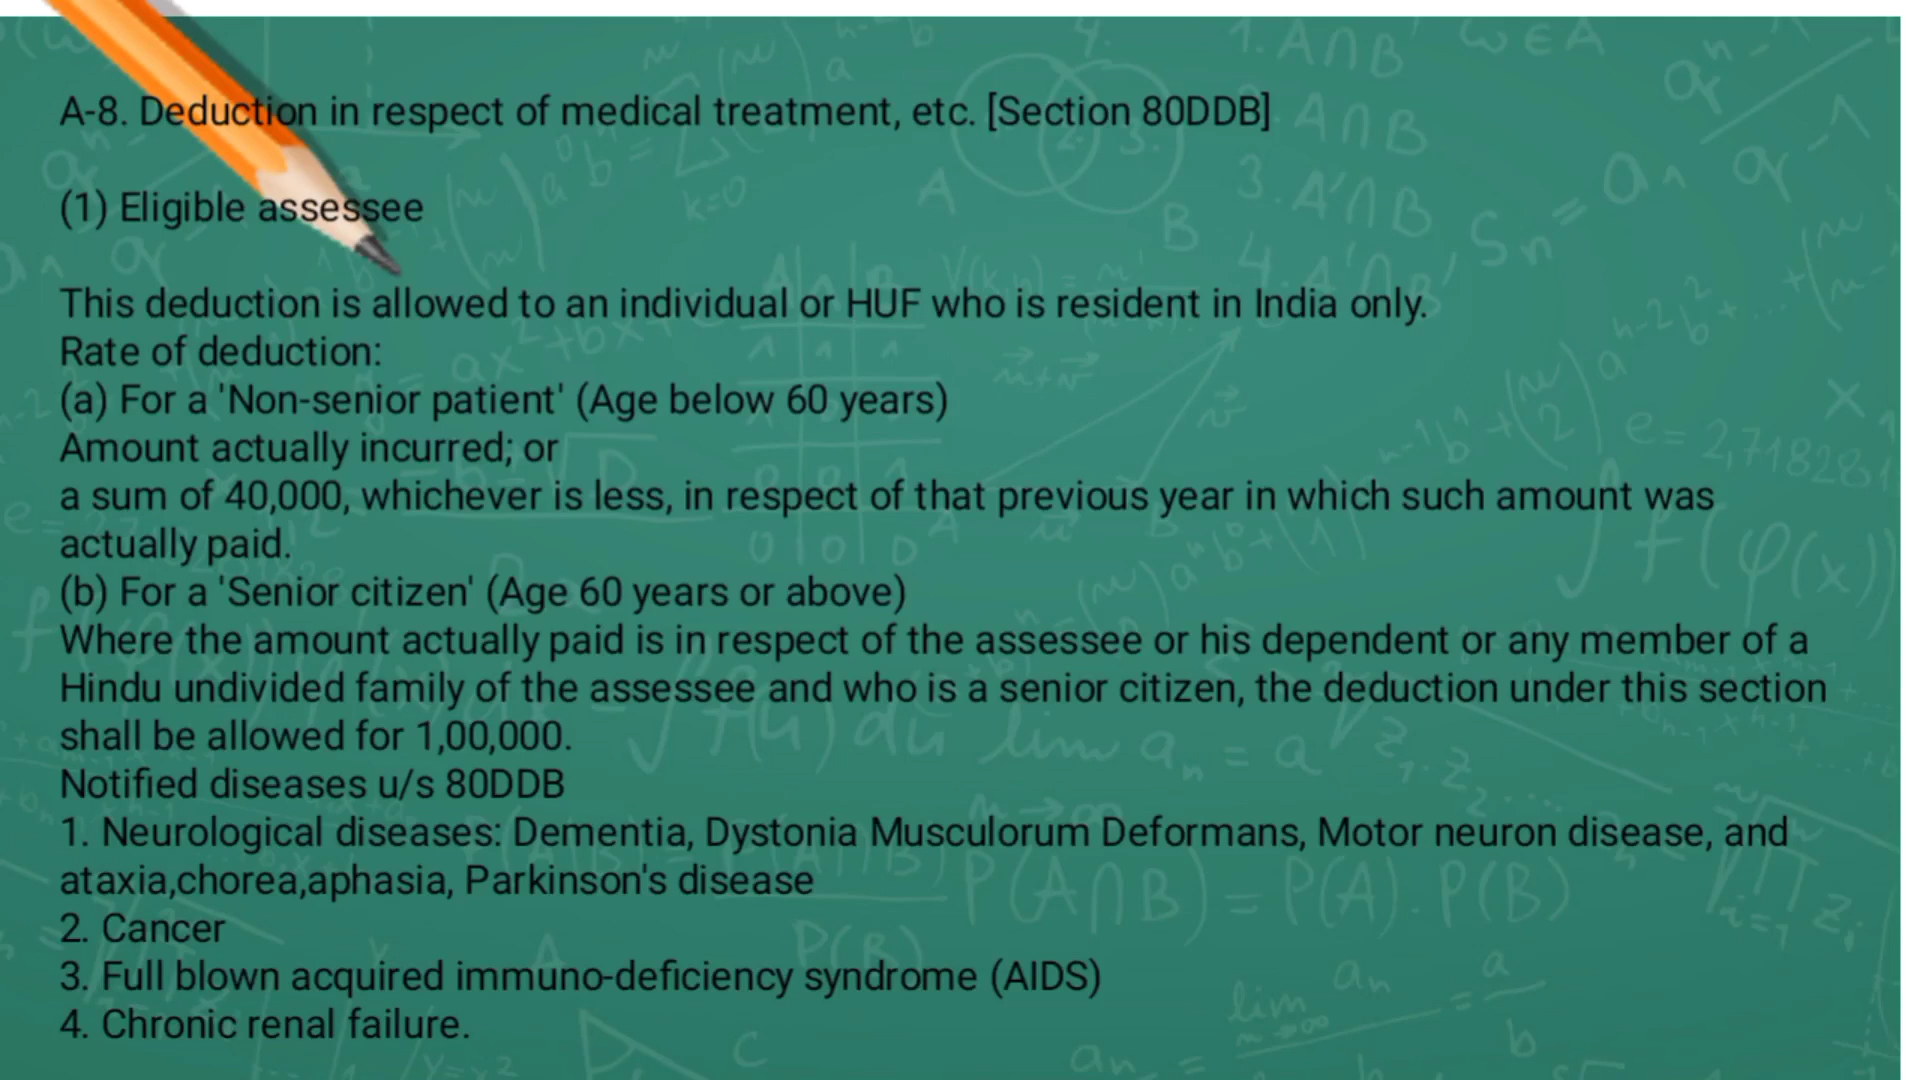 A-8. Deduction in respect of medical treatment, etc. [Section 80DDB]
(1) Eligible assessee
This deduction is allowed to an individual or HUF who is resident in India only.
Rate of deduction:
(a) For a 'Non-senior patient' (Age below 60 years)
Amount actually incurred; or
a sum of 40,000, whichever is less, in respect of that previous year in which such amount was
actually paid.
(b) For a 'Senior citizen' (Age 60 years or above)
Where the amount actually paid is in respect of the assessee or his dependent or any member of a
Hindu undivided family of the assessee and who is a senior citizen, the deduction under this section
shall be allowed for 1,00,000.
Notified diseases u/s 80DDB
1. Neurological diseases: Dementia, Dystonia Musculorum Deformans, Motor neuron disease, and
ataxia,chorea,aphasia, Parkinson's disease
2. Cancer
3. Full blown acquired immuno-deficiency syndrome (AIDS)
4. Chronic renal failure.